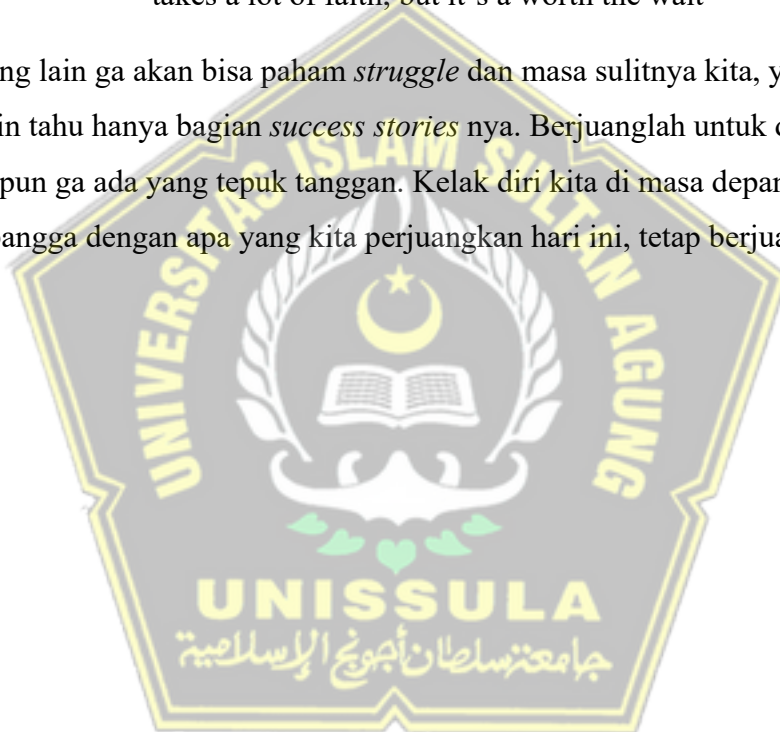 takes a lot of faith, but it's a worth the wait
ng lain ga akan bisa paham struggle dan masa sulitnya kita, y
in tahu hanya bagian success stories nya. Berjuanglah untuk
pun ga ada yang tepuk tanggan. Kelak diri kita di masa depan
bangga dengan apa yang kita perjuangkan hari ini, tetap berjua
UNIVERSITAS ISLAM SULTAN AGUNG
UNISSULA
جامعتسلطان أجونج الإسلامية